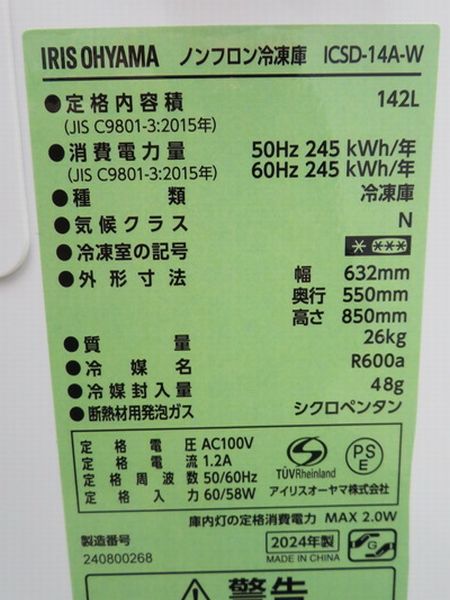 IRIS OHYAMA ノンフロン冷凍庫 ICSD-14A-W
●定格内容積 142L
(JIS C9801-3:2015年)
●消費電力量 50Hz 245 kWh/年
(JIS C9801-3:2015年) 60Hz 245 kWh/年
●種類 冷凍庫
●気候クラス N
●冷凍室の記号 * ***
●外形寸法 幅 632mm
奥行 550mm
高さ 850mm
●質量 26kg
●冷媒名 R600a
●冷媒封入量 48g
●断熱材用発泡ガス シクロペンタン
定格電圧 AC100V
定格電流 1.2A
定格周波数 50/60Hz
定格入力 60/58W
TÜVRheinland
PSE
アイリスオーヤマ株式会社
庫内灯の定格消費電力 MAX 2.0W
製造番号
240800268
2024年製
MADE IN CHINA
G
警告